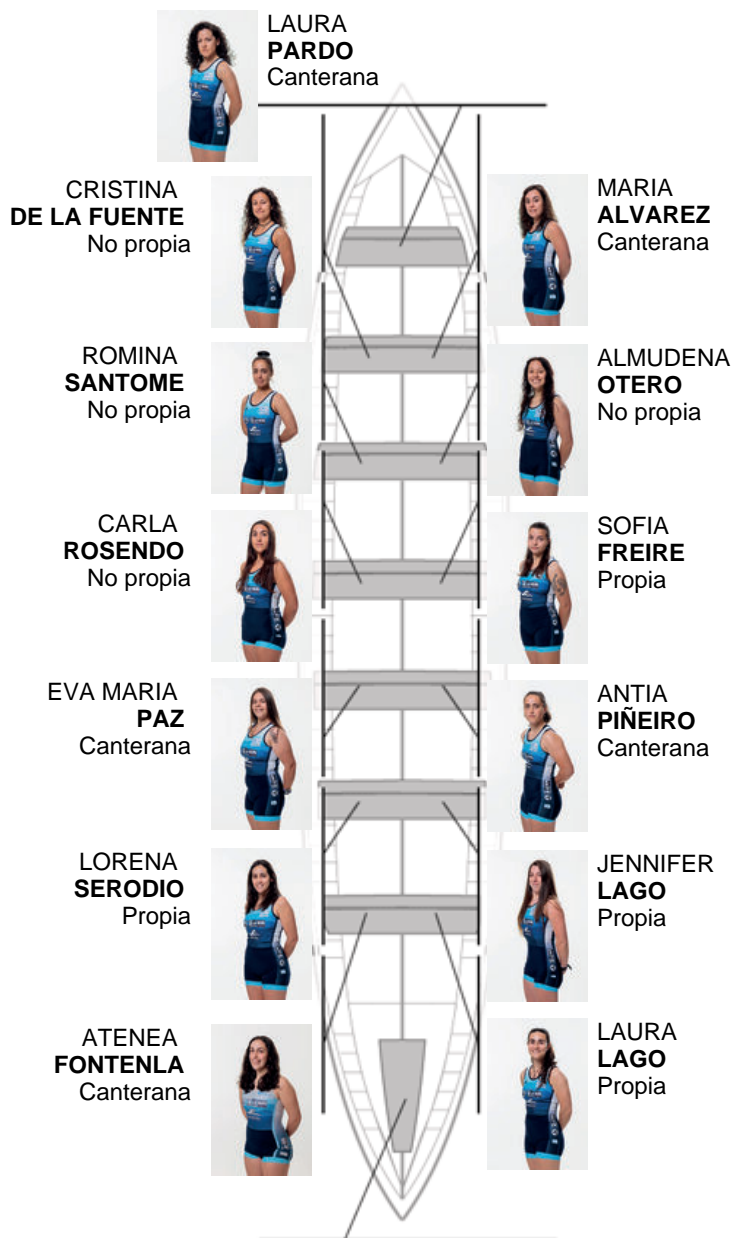 LAURA
PARDO
Canterana
CRISTINA
DE LA FUENTE
No propia
MARIA
ALVAREZ
Canterana
ROMINA
SANTOME
No propia
ALMUDENA
OTERO
No propia
CARLA
ROSENDO
No propia
SOFIA
FREIRE
Propia
EVA MARIA
PAZ
Canterana
ANTIA
PIÑEIRO
Canterana
LORENA
SERODIO
Propia
JENNIFER
LAGO
Propia
ATENEA
FONTENLA
Canterana
LAURA
LAGO
Propia